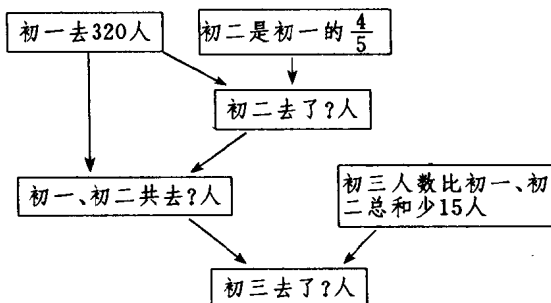 初一去320人
初二是初一的4/5
初二去了?人
初一、初二共去?人
初三人数比初一、初
二总和少15人
初三去了?人